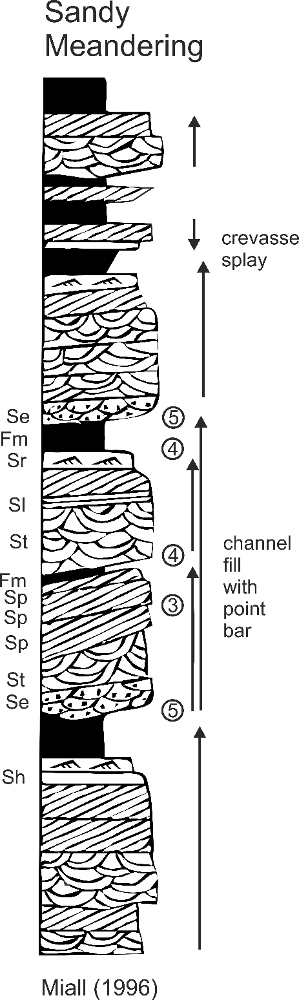 Sandy
Meandering
crevasse
splay
Se
⑤
Fm
④
Sr
Sl
St
④
channel
fill
with
point
bar
Fm
Sp
③
Sp
Sp
St
Se
⑤
Sh
Miall (1996)